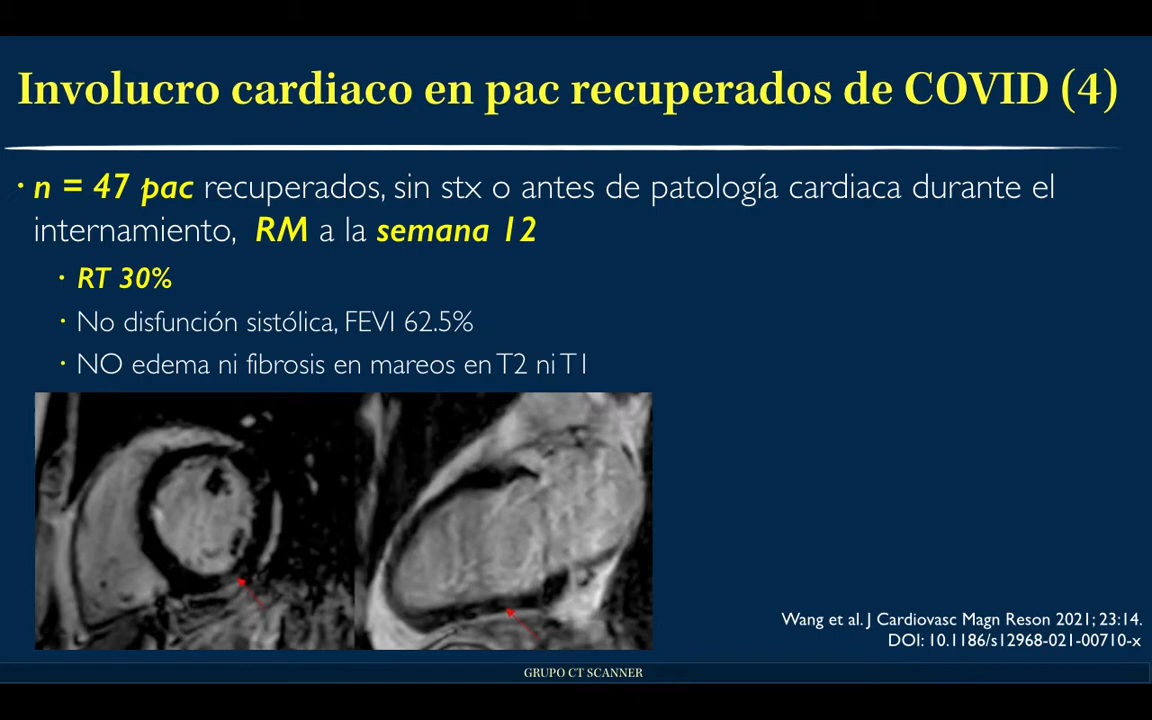 Involucro cardiaco en pac recuperados de COVID (4)
• n = 47 pac recuperados, sin stx o antes de patología cardiaca durante el
internamiento, RM a la semana 12
• RT 30%
• No disfunción sistólica, FEVI 62.5%
• NO edema ni fibrosis en mareos en T2 ni T1
Wang et al. J Cardiovasc Magn Reson 2021; 23:14.
DOI: 10.1186/s12968-021-00710-x
GRUPO CT SCANNER